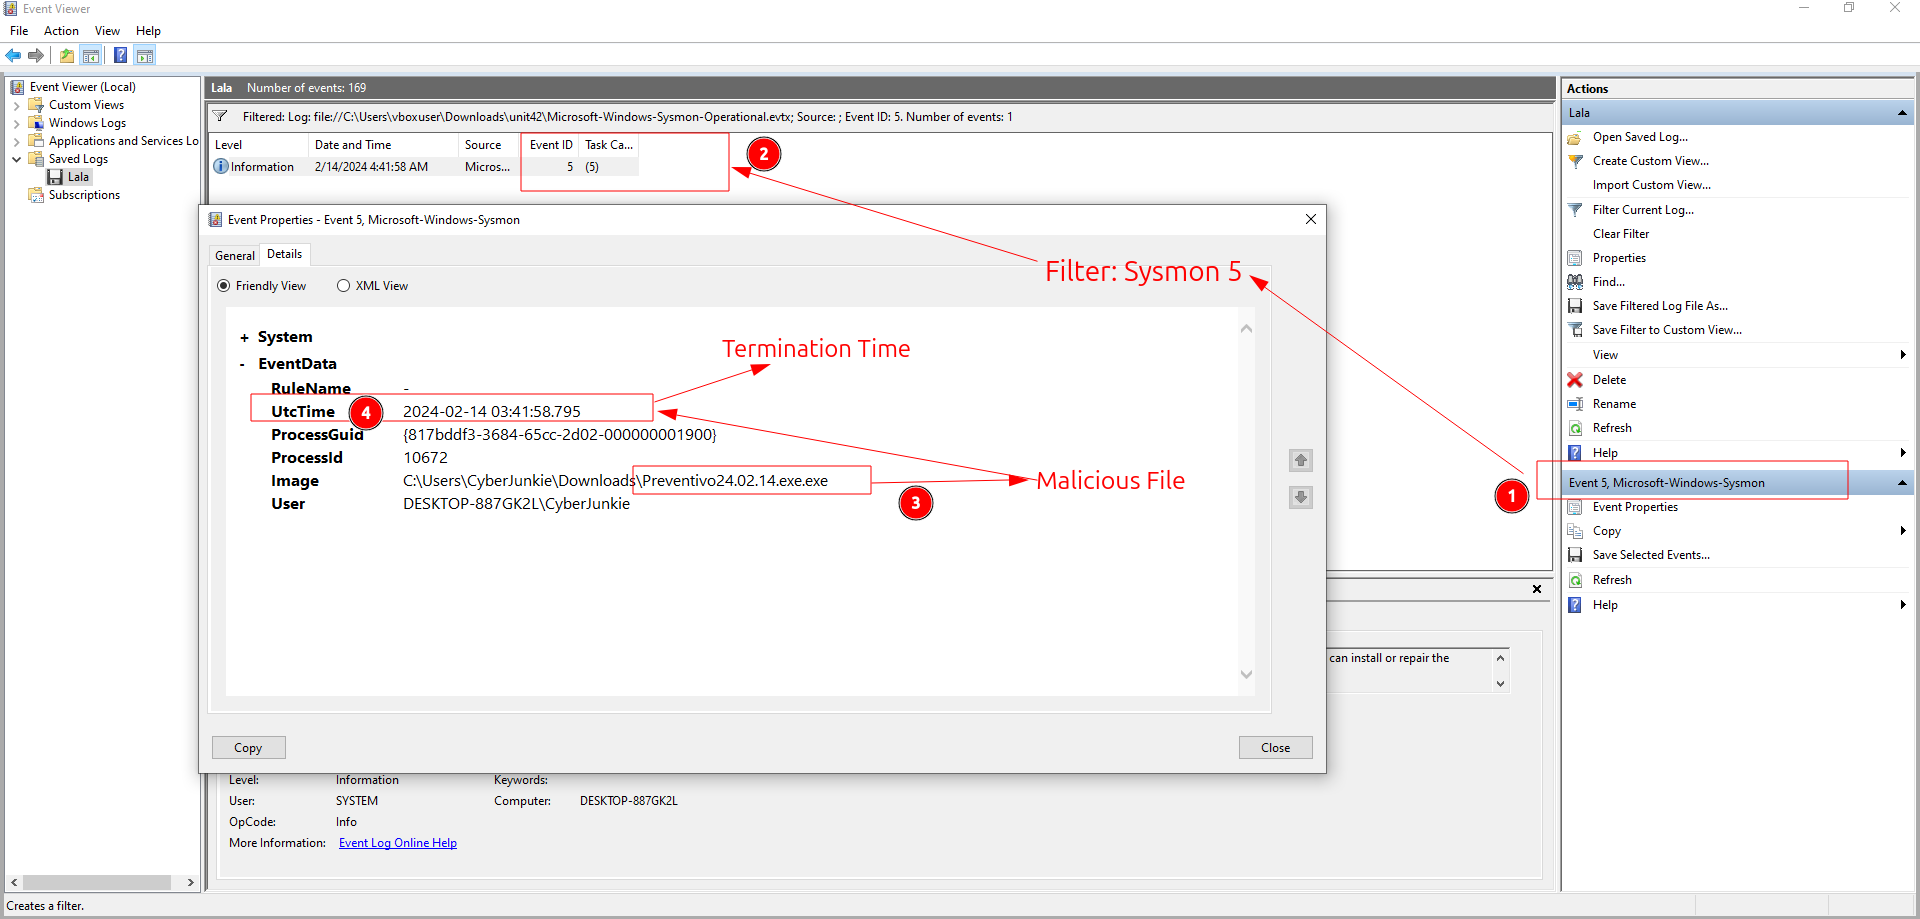 Event Viewer
File Action View Help
Event Viewer (Local)
Custom Views
Windows Logs
Applications and Services Lo
Saved Logs
Lala
Subscriptions
Lala Number of events: 169
Filtered: Log: file://C:\Users\vboxuser\Downloads\unit42\Microsoft-Windows-Sysmon-Operational.evtx; Source: ; Event ID: 5. Number of events: 1
Level Date and Time Source Event ID Task Ca...
Information 2/14/2024 4:41:58 AM Micros... 5 (5)
2
Event Properties - Event 5, Microsoft-Windows-Sysmon
General Details
Friendly View XML View
Filter: Sysmon 5
+ System
Termination Time
- EventData
RuleName -
UtcTime 4 2024-02-14 03:41:58.795
ProcessGuid {817bddf3-3684-65cc-2d02-000000001900}
ProcessId 10672
Image C:\Users\CyberJunkie\Downloads\Preventivo24.02.14.exe.exe
Malicious File
User DESKTOP-887GK2L\CyberJunkie
3
Copy Close
can install or repair the
Level: Information Keywords:
User: SYSTEM Computer: DESKTOP-887GK2L
OpCode: Info
More Information: Event Log Online Help
Actions
Lala
Open Saved Log...
Create Custom View...
Import Custom View...
Filter Current Log...
Clear Filter
Properties
Find...
Save Filtered Log File As...
Save Filter to Custom View...
View
Delete
Rename
Refresh
Help
1
Event 5, Microsoft-Windows-Sysmon
Event Properties
Copy
Save Selected Events...
Refresh
Help
Creates a filter.